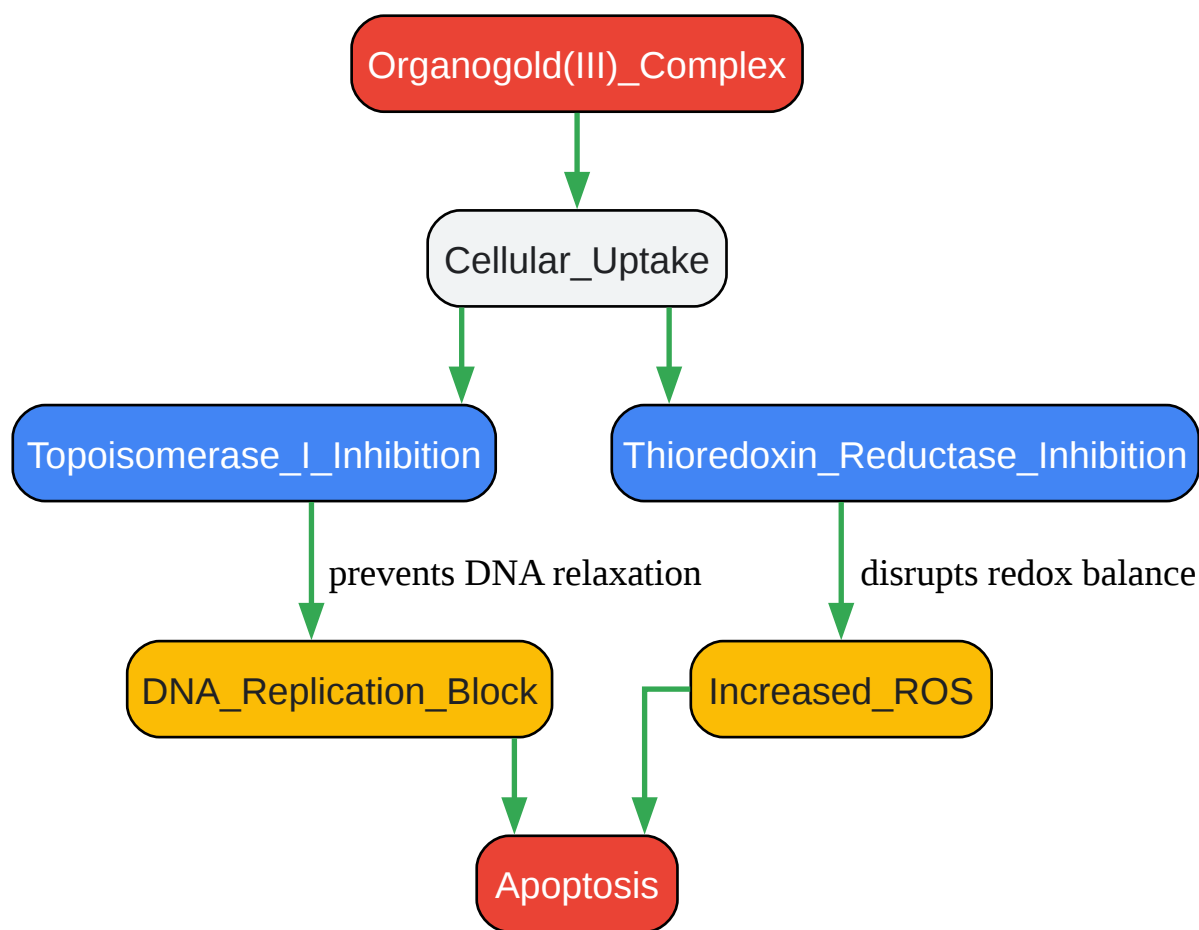 Organogold(III)_Complex
Cellular_Uptake
Topoisomerase_I_Inhibition
Thioredoxin_Reductase_Inhibition
prevents DNA relaxation
disrupts redox balance
DNA_Replication_Block
Increased_ROS
Apoptosis